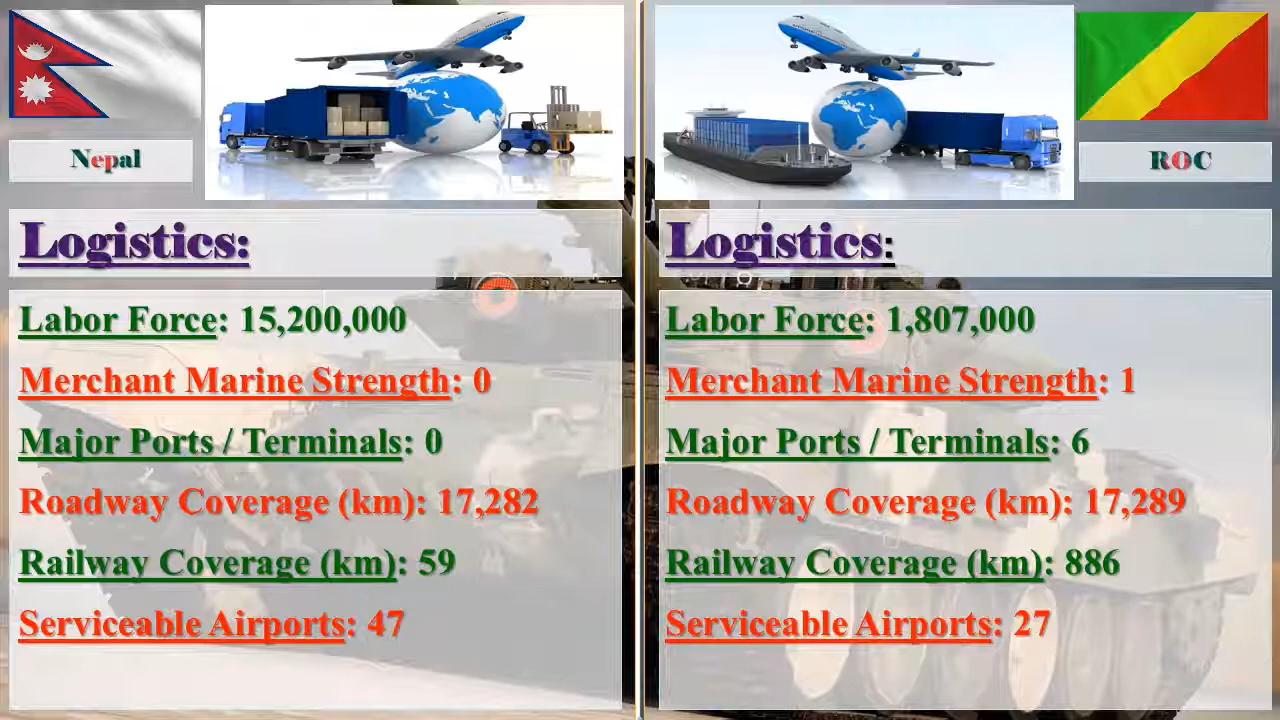 Nepal
Logistics:
Labor Force: 15,200,000
Merchant Marine Strength: 0
Major Ports / Terminals: 0
Roadway Coverage (km): 17,282
Railway Coverage (km): 59
Serviceable Airports: 47
ROC
Logistics:
Labor Force: 1,807,000
Merchant Marine Strength: 1
Major Ports / Terminals: 6
Roadway Coverage (km): 17,289
Railway Coverage (km): 886
Serviceable Airports: 27